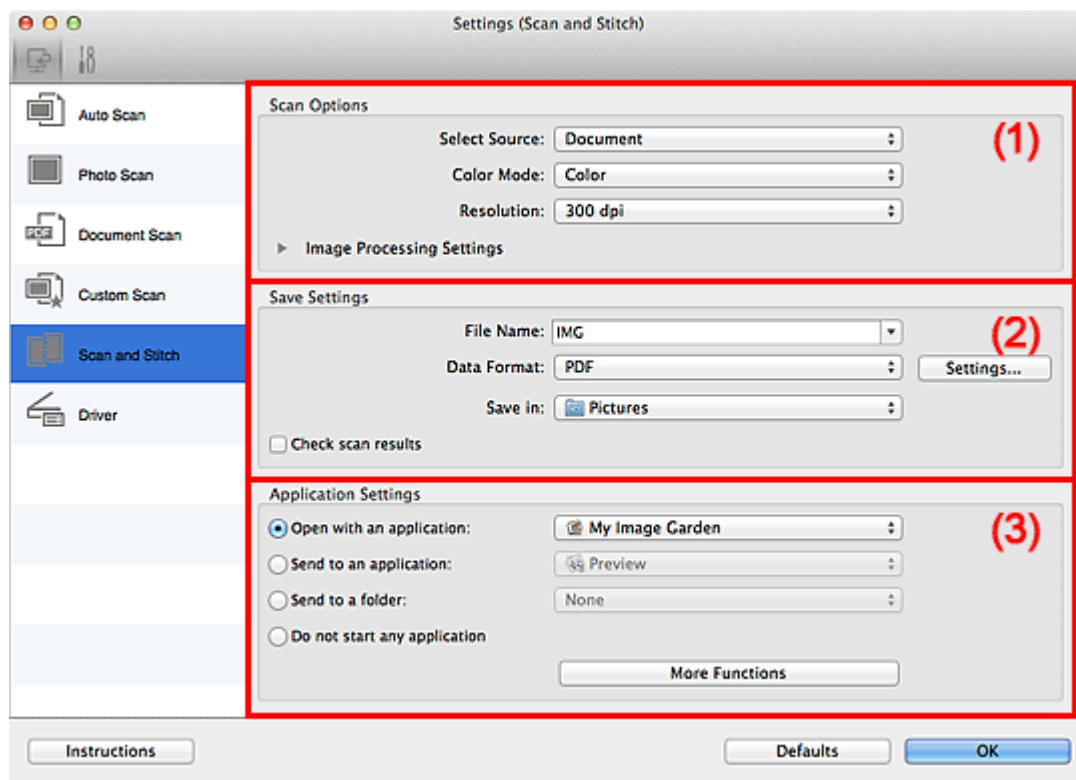 Settings (Scan and Stitch)
Auto Scan
Photo Scan
PDF
Document Scan
Custom Scan
Scan and Stitch
Driver
Scan Options
(1)
Select Source: Document
Color Mode: Color
Resolution: 300 dpi
Image Processing Settings
Save Settings
(2)
File Name: IMG
Data Format: PDF Settings...
Save in: Pictures
Check scan results
Application Settings
(3)
Open with an application: My Image Garden
Send to an application: Preview
Send to a folder: None
Do not start any application
More Functions
Instructions Defaults OK